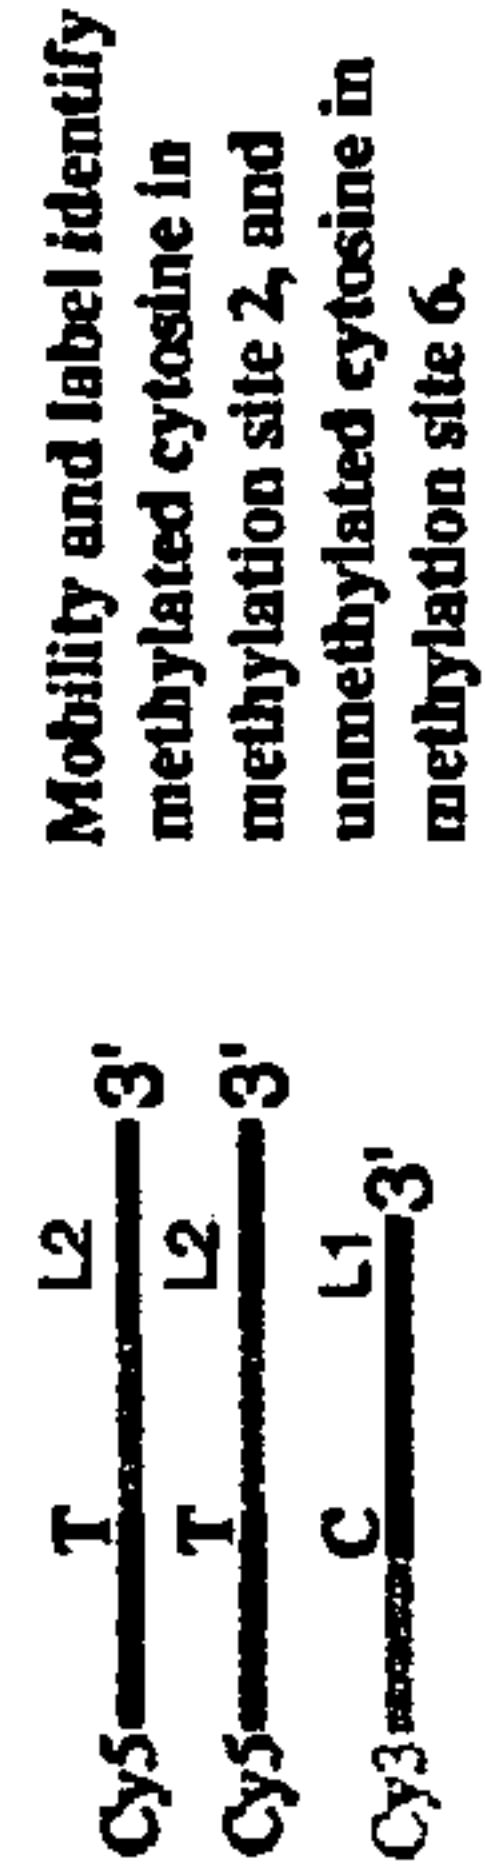 Cy5 T L2 3'
Cy5 T L2 3'
Cy3 C L1 3'
Mobility and label identify
methylated cytosine in
methylation site 2, and
unmethylated cytosine in
methylation site 6.